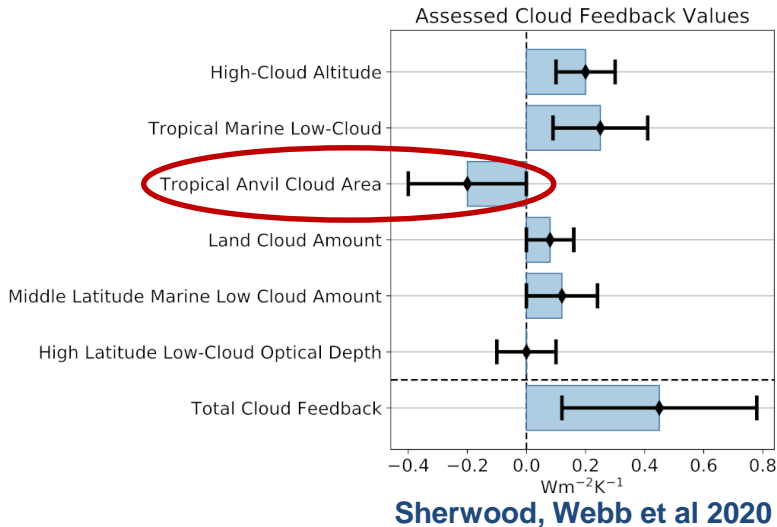 Assessed Cloud Feedback Values
High-Cloud Altitude
Tropical Marine Low-Cloud
Tropical Anvil Cloud Area
Land Cloud Amount
Middle Latitude Marine Low Cloud Amount
High Latitude Low-Cloud Optical Depth
Total Cloud Feedback
−0.4 −0.2 0.0 0.2 0.4 0.6 0.8
Wm⁻²K⁻¹
Sherwood, Webb et al 2020